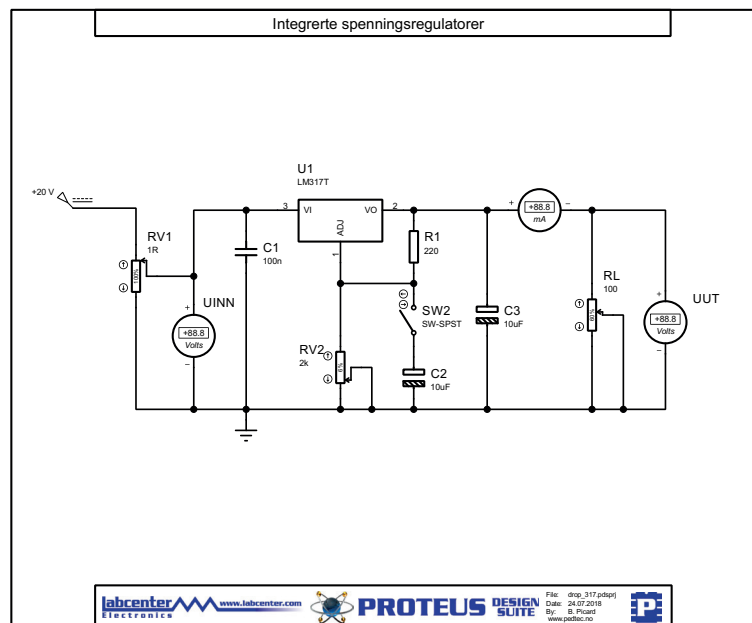 Integrerte spenningsregulatorer
U1
LM317T
+20 V
3
VI
VO
2
ADJ
1
RV1
1R
100%
C1
100n
R1
220
+
+88.8
mA
−
RL
100
60%
UINN
+
+88.8
Volts
−
SW2
SW-SPST
C3
10uF
UUT
+
+88.8
Volts
−
RV2
2k
6%
C2
10uF
labcenter
Electronics
www.labcenter.com
PROTEUS DESIGN SUITE
File: drop_317.pdsprj
Date: 24.07.2018
By: B. Picard
www.pedtec.no
P